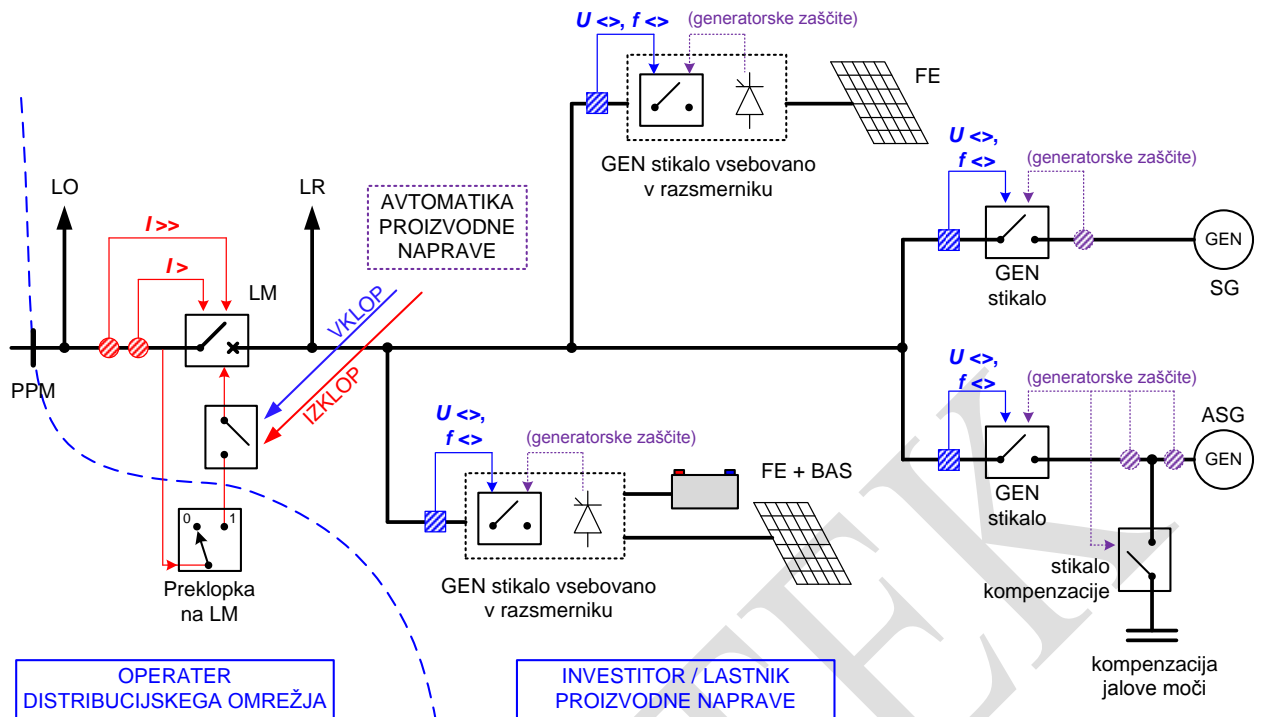 U <>, f <>
(generatorske zaščite)
FE
GEN stikalo vsebovano
v razsmerniku
LO
LR
AVTOMATIKA
PROIZVODNE
NAPRAVE
U <>,
f <>
(generatorske zaščite)
GEN
GEN
stikalo
SG
I >>
I >
LM
VKLOP
IZKLOP
PPM
U <>,
f <>
(generatorske zaščite)
U <>,
f <>
(generatorske zaščite)
ASG
GEN
GEN
stikalo
FE + BAS
0
1
Preklopka
na LM
GEN stikalo vsebovano
v razsmerniku
stikalo
kompenzacije
kompenzacija
jalove moči
OPERATER
DISTRIBUCIJSKEGA OMREŽJA
INVESTITOR / LASTNIK
PROIZVODNE NAPRAVE
TEK